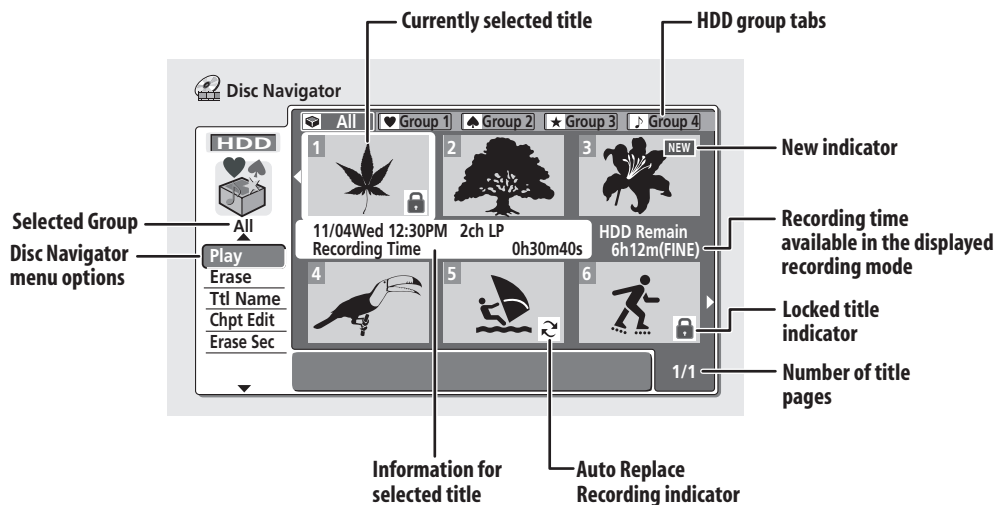 Currently selected title
HDD group tabs
Disc Navigator
All
Group 1
Group 2
Group 3
Group 4
HDD
1
2
3
NEW
New indicator
Selected Group
All
11/04Wed 12:30PM 2ch LP
Recording Time 0h30m40s
HDD Remain
6h12m(FINE)
Recording time
available in the displayed
recording mode
Disc Navigator
menu options
Play
Erase
Ttl Name
Chpt Edit
Erase Sec
4
5
6
Locked title
indicator
1/1
Number of title
pages
Information for
selected title
Auto Replace
Recording indicator